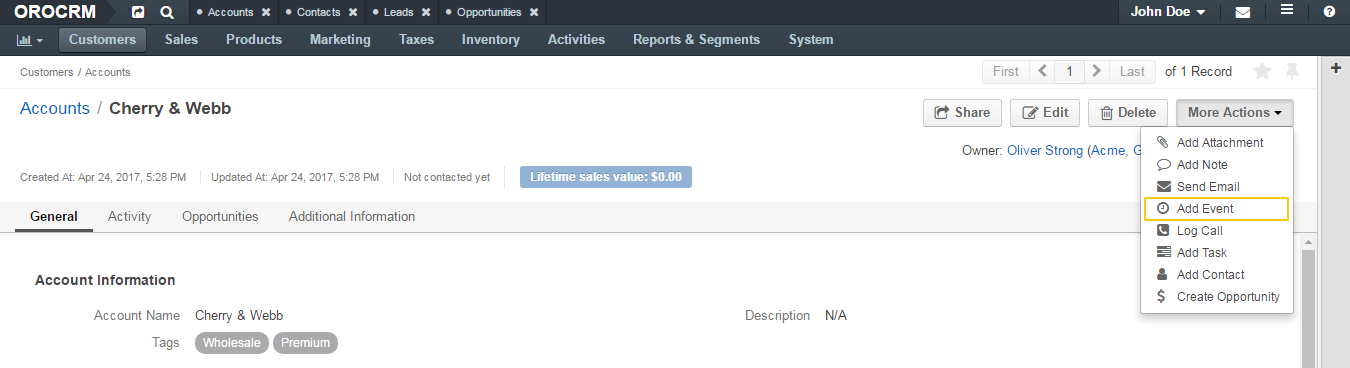 OROCRM Accounts × Contacts × Leads × Opportunities × John Doe
Customers Sales Products Marketing Taxes Inventory Activities Reports & Segments System
Customers / Accounts First 1 Last of 1 Record
Accounts / Cherry & Webb Share Edit Delete More Actions
Owner: Oliver Strong (Acme, G
Created At: Apr 24, 2017, 5:28 PM Updated At: Apr 24, 2017, 5:28 PM Not contacted yet Lifetime sales value: $0.00
Add Attachment
Add Note
Send Email
Add Event
Log Call
Add Task
Add Contact
Create Opportunity
General Activity Opportunities Additional Information
Account Information
Account Name Cherry & Webb Description N/A
Tags Wholesale Premium